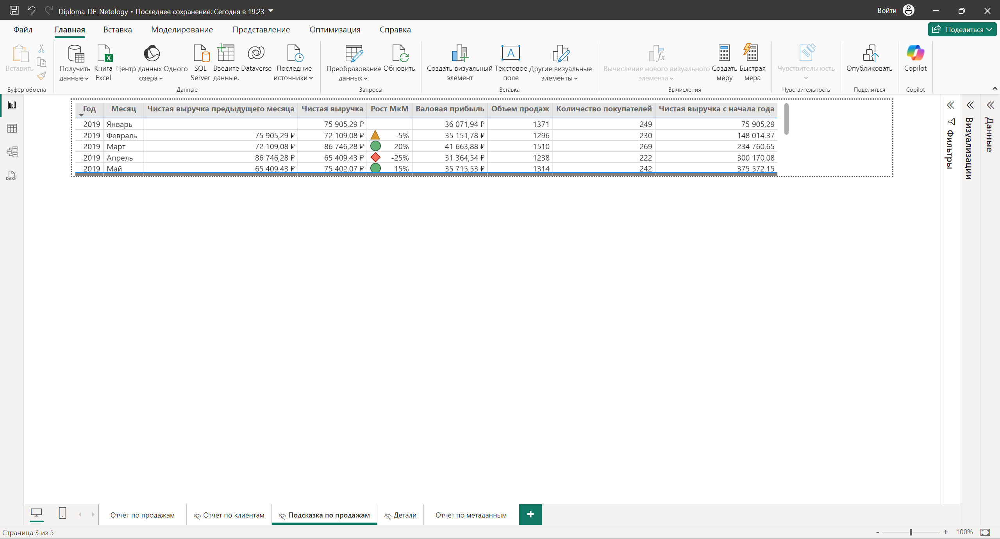 Diploma_DE_Netology • Последнее сохранение: Сегодня в 19:23
Войти
Файл Главная Вставка Моделирование Представление Оптимизация Справка
Поделиться
Вставить
Получить данные
Книга Excel
Центр данных Одного озера
SQL Server
Введите данные.
Dataverse
Последние источники
Преобразование данных
Обновить
Создать визуальный элемент
Текстовое поле
Другие визуальные элементы
Вычисление нового визуального элемента
Создать меру
Быстрая мера
Чувствительность
Опубликовать
Copilot
Буфер обмена Данные Запросы Вставка Вычисления Чувствительность Поделиться Copilot
DAX
Год Месяц Чистая выручка предыдущего месяца Чистая выручка Рост МкМ Валовая прибыль Объем продаж Количество покупателей Чистая выручка с начала года
2019 Январь 75 905,29 ₽ 36 071,94 ₽ 1371 249 75 905,29
2019 Февраль 75 905,29 ₽ 72 109,08 ₽ -5% 35 151,78 ₽ 1296 230 148 014,37
2019 Март 72 109,08 ₽ 86 746,28 ₽ 20% 41 663,88 ₽ 1510 269 234 760,65
2019 Апрель 86 746,28 ₽ 65 409,43 ₽ -25% 31 364,54 ₽ 1238 222 300 170,08
2019 Май 65 409,43 ₽ 75 402,07 ₽ 15% 35 715,53 ₽ 1314 242 375 572,15
Фильтры
Визуализации
Данные
Отчет по продажам Отчет по клиентам Подсказка по продажам Детали Отчет по метаданным +
Страница 3 из 5
- + 100%